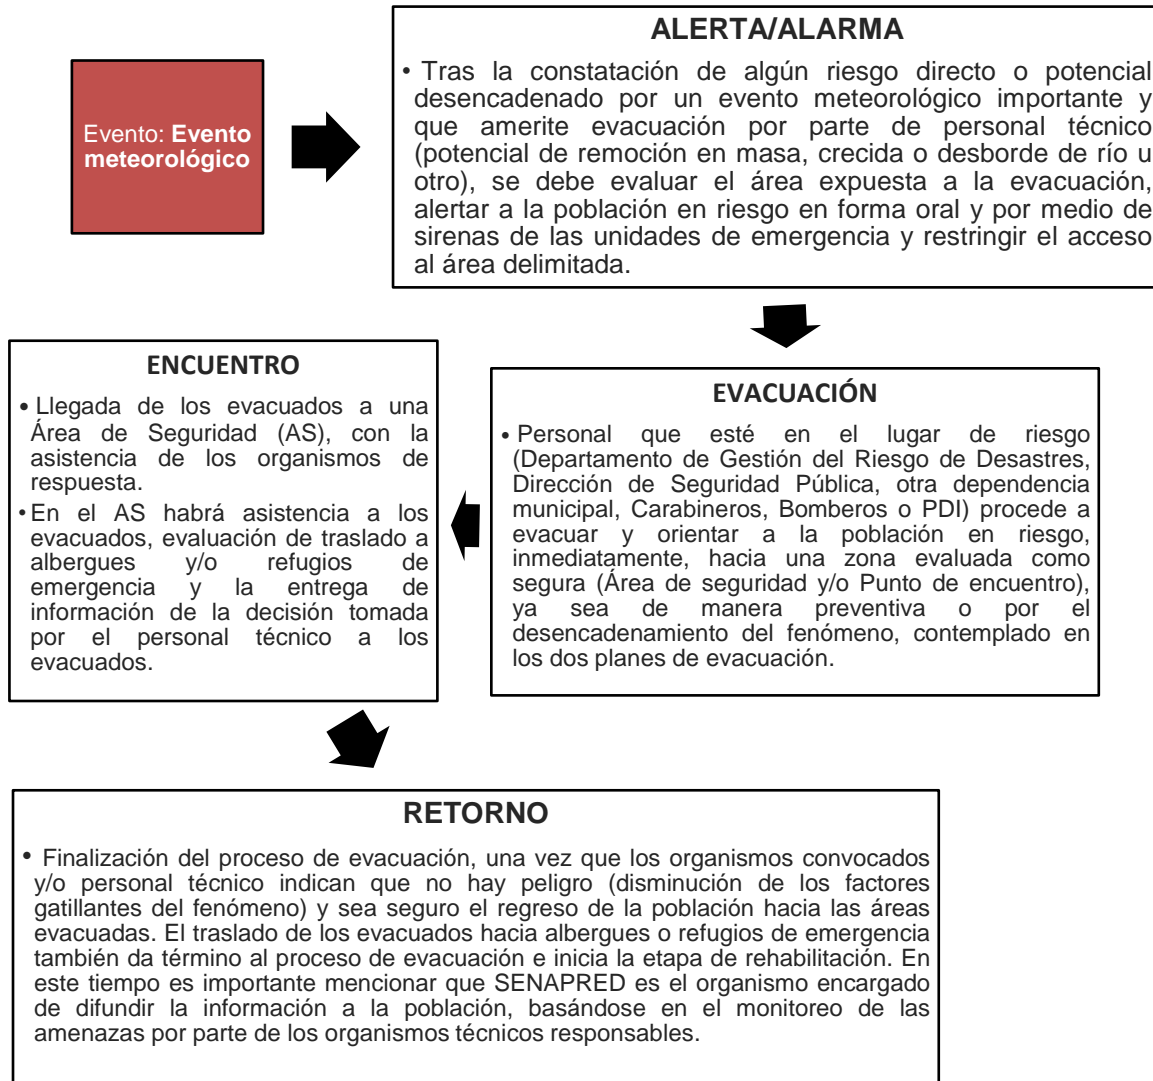 Evento: Evento
meteorológico
ALERTA/ALARMA
• Tras la constatación de algún riesgo directo o potencial
desencadenado por un evento meteorológico importante y
que amerite evacuación por parte de personal técnico
(potencial de remoción en masa, crecida o desborde de río u
otro), se debe evaluar el área expuesta a la evacuación,
alertar a la población en riesgo en forma oral y por medio de
sirenas de las unidades de emergencia y restringir el acceso
al área delimitada.
EVACUACIÓN
• Personal que esté en el lugar de riesgo
(Departamento de Gestión del Riesgo de Desastres,
Dirección de Seguridad Pública, otra dependencia
municipal, Carabineros, Bomberos o PDI) procede a
evacuar y orientar a la población en riesgo,
inmediatamente, hacia una zona evaluada como
segura (Área de seguridad y/o Punto de encuentro),
ya sea de manera preventiva o por el
desencadenamiento del fenómeno, contemplado en
los dos planes de evacuación.
ENCUENTRO
• Llegada de los evacuados a una
Área de Seguridad (AS), con la
asistencia de los organismos de
respuesta.
• En el AS habrá asistencia a los
evacuados, evaluación de traslado a
albergues y/o refugios de
emergencia y la entrega de
información de la decisión tomada
por el personal técnico a los
evacuados.
RETORNO
• Finalización del proceso de evacuación, una vez que los organismos convocados
y/o personal técnico indican que no hay peligro (disminución de los factores
gatillantes del fenómeno) y sea seguro el regreso de la población hacia las áreas
evacuadas. El traslado de los evacuados hacia albergues o refugios de emergencia
también da término al proceso de evacuación e inicia la etapa de rehabilitación. En
este tiempo es importante mencionar que SENAPRED es el organismo encargado
de difundir la información a la población, basándose en el monitoreo de las
amenazas por parte de los organismos técnicos responsables.